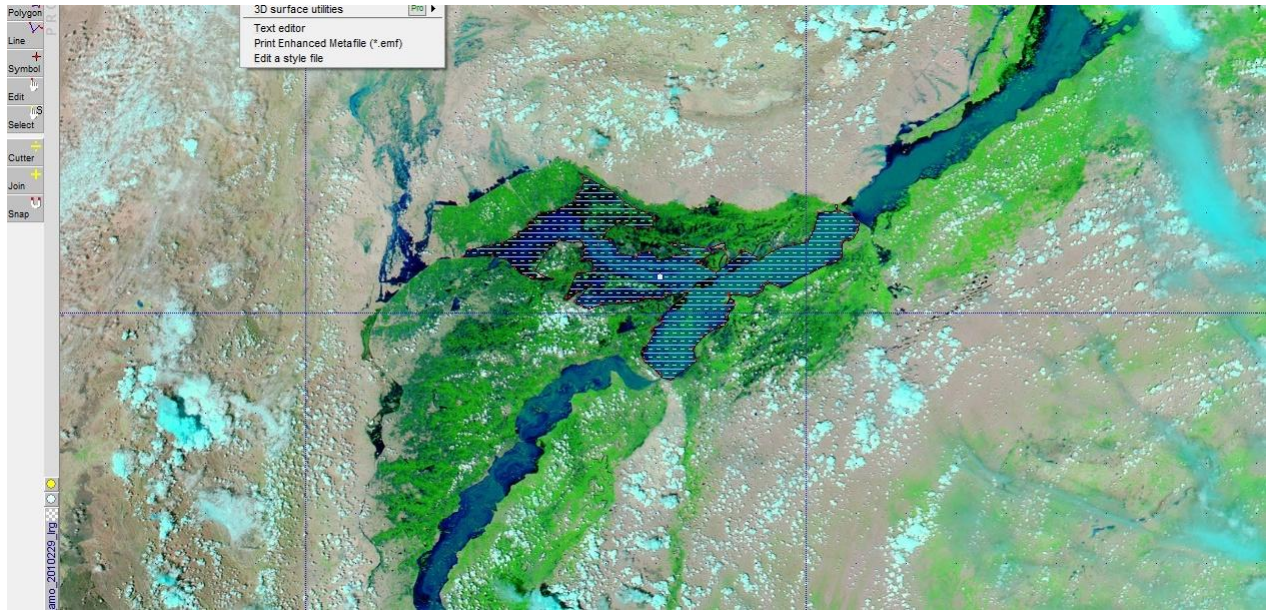 3D surface utilities Pro
Text editor
Print Enhanced Metafile (*.emf)
Edit a style file
Polygon
Line
Symbol
Edit
Select
Cutter
Join
Snap
amo_2010229_lrg